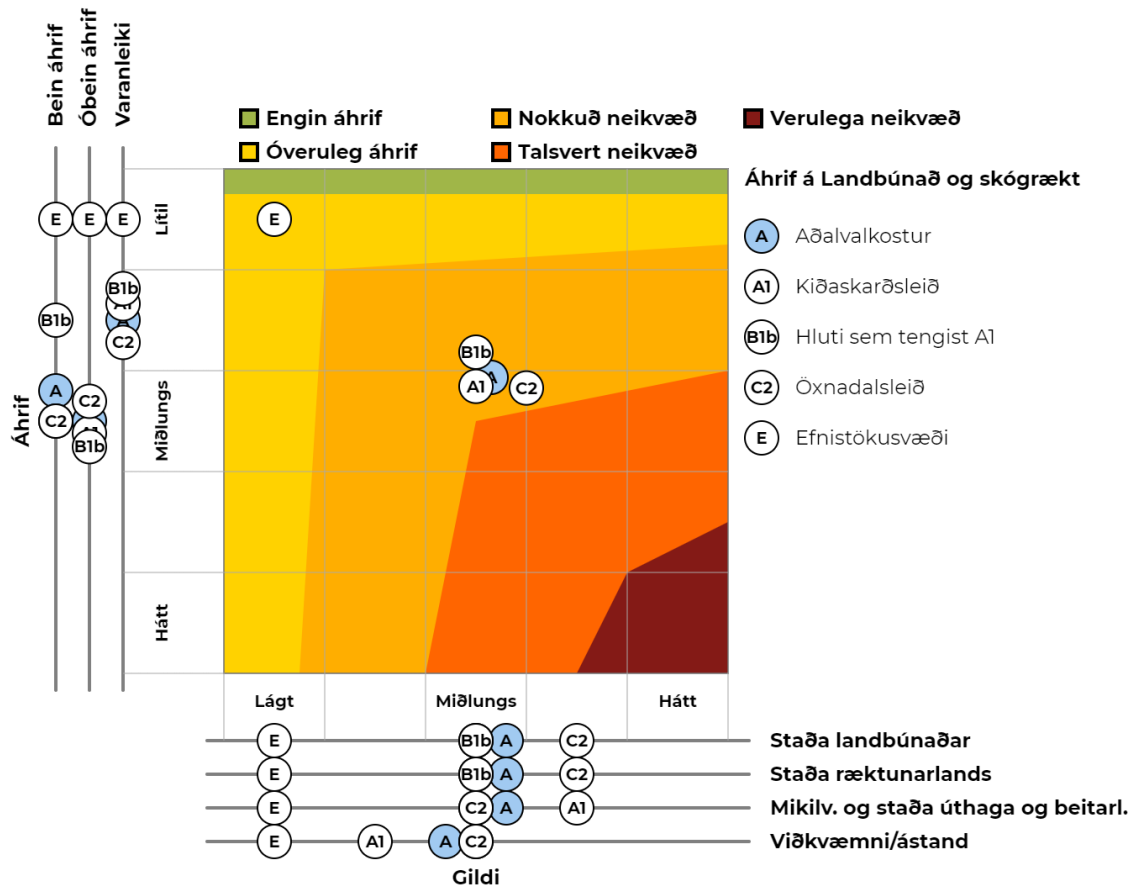 Bein áhrif
Óbein áhrif
Varanleiki
Engin áhrif
Nokkuð neikvæð
Verulega neikvæð
Óveruleg áhrif
Talsvert neikvæð
Áhrif á Landbúnað og skógrækt
A Aðalvalkostur
A1 Kiðaskarðsleið
B1b Hluti sem tengist A1
C2 Öxnadalsleið
E Efnistökusvæði
Áhrif
Lítil
Miðlungs
Hátt
E E E
B1b
A1
A
C2
B1b
A
C2
C2
A1
B1b
E
B1b
A
A1
C2
Lágt Miðlungs Hátt
E B1b A C2 Staða landbúnaðar
E B1b A C2 Staða ræktunarlands
E C2 A A1 Mikilv. og staða úthaga og beitarl.
E A1 A C2 Viðkvæmni/ástand
Gildi